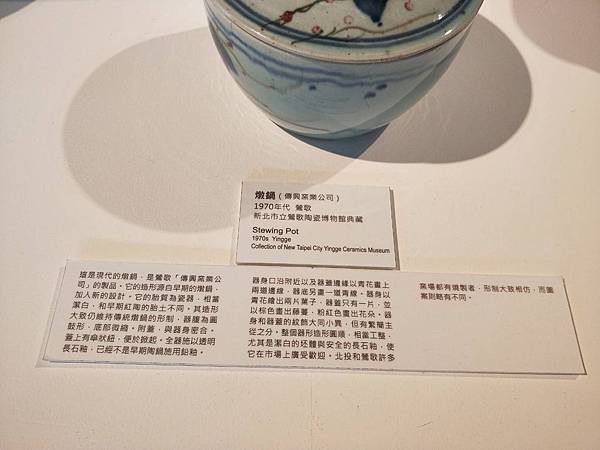 燉鍋（傳興窯業公司）
1970年代 鶯歌
新北市立鶯歌陶瓷博物館典藏
Stewing Pot
1970s Yingge
Collection of New Taipei City Yingge Ceramics Museum
這是現代的燉鍋，是鶯歌「傳興窯業公
司」的製品。它的造形源自早期的燉鍋，
加入新的設計。它的胎質為瓷器，相當
潔白，和早期紅陶的胎土不同。其造形
大致仍維持傳統燉鍋的形制，器腹為圓
鼓形，底部微縮。附蓋，與器身密合。
蓋上有傘狀紐，便於掀起。全器施以透明
長石釉，已經不是早期陶鍋施用鉛釉。
器身口沿附近以及器蓋邊緣以青花畫上
兩道邊線，器底另畫一道青線。器身以
青花繪出兩片葉子，器蓋只有一片，並
以棕色畫出藤蔓，粉紅色畫出花朵。器
身和器蓋的紋飾大同小異，但有繁簡主
從之分。整個器形造形圓順，相當工整，
尤其是潔白的坯體與安全的長石釉，使
它在市場上廣受歡迎。北投和鶯歌許多
窯場都有燒製者，形制大致相仿，而圖
案則略有不同。